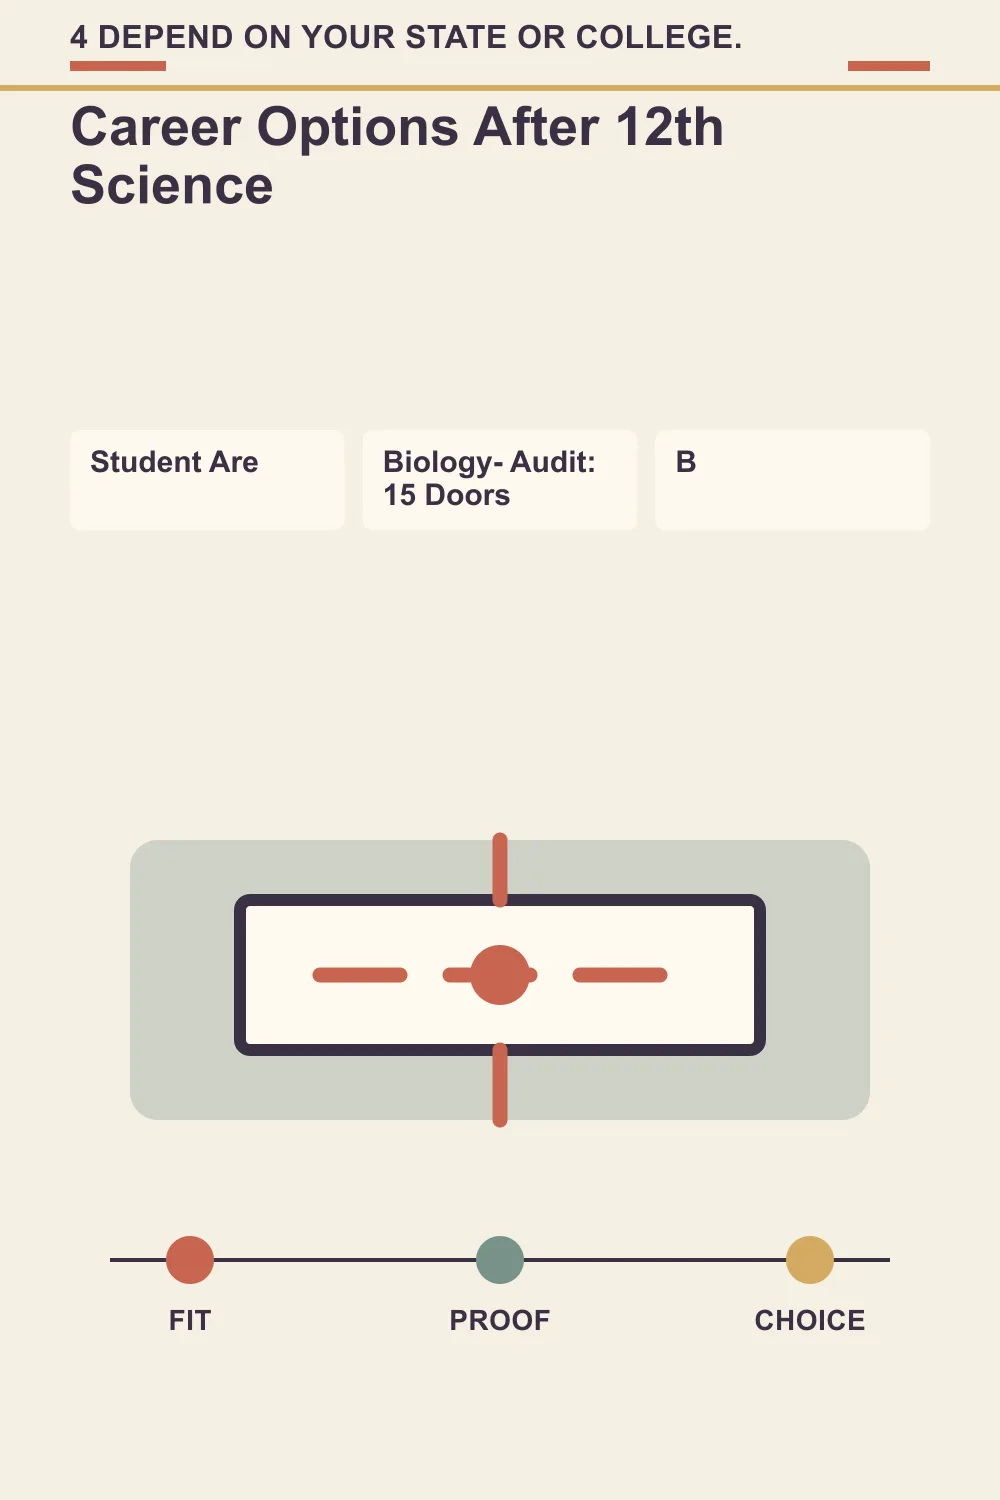 4 DEPEND ON YOUR STATE OR COLLEGE.
Career Options After 12th
Science
Student Are
Biology- Audit:
15 Doors
B
FIT
PROOF
CHOICE